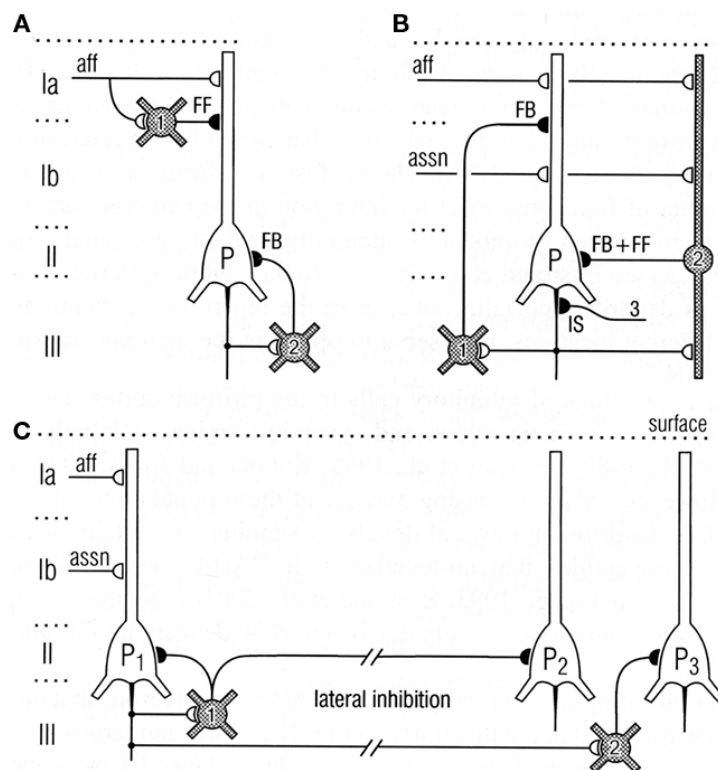 A
aff
Ia
1
FF
Ib
II
P
FB
III
2
B
aff
FB
assn
P
FB+FF
2
IS
3
1
C
surface
Ia
aff
Ib
assn
II
P1
P2
P3
1
lateral inhibition
III
2